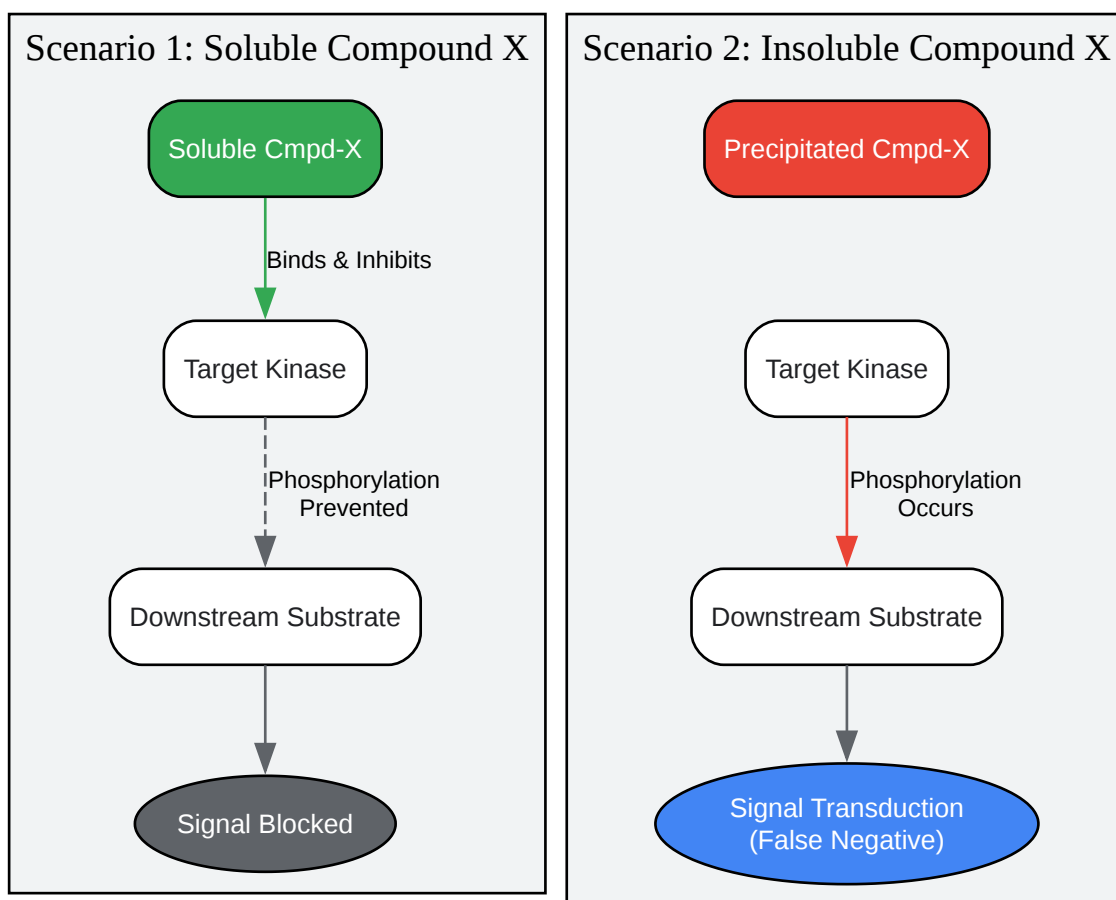 Scenario 1: Soluble Compound X
Soluble Cmpd-X
Binds & Inhibits
Target Kinase
Phosphorylation
Prevented
Downstream Substrate
Signal Blocked
Scenario 2: Insoluble Compound X
Precipitated Cmpd-X
Target Kinase
Phosphorylation
Occurs
Downstream Substrate
Signal Transduction
(False Negative)